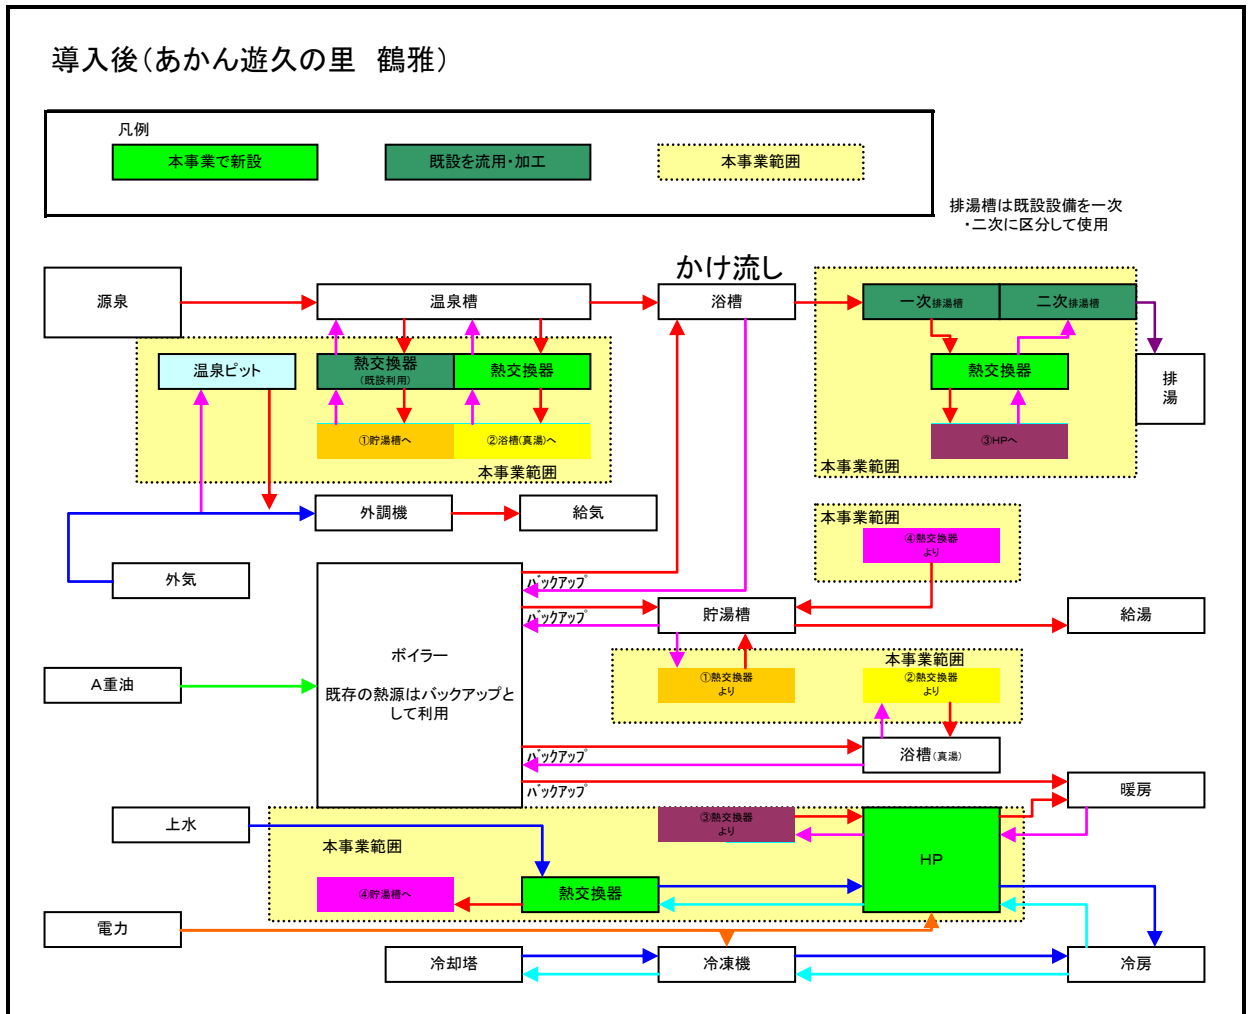 導入後(あかん遊久の里　鶴雅)
凡例
本事業で新設
既設を流用・加工
本事業範囲
排湯槽は既設設備を一次
・二次に区分して使用
かけ流し
源泉
温泉槽
浴槽
一次排湯槽
二次排湯槽
温泉ピット
熱交換器
(既設利用)
熱交換器
熱交換器
排
湯
①貯湯槽へ
②浴槽(真湯)へ
③HPへ
本事業範囲
本事業範囲
外調機
給気
本事業範囲
④熱交換器
より
外気
バックアップ
バックアップ
貯湯槽
給湯
ボイラー
既存の熱源はバックアップと
して利用
本事業範囲
A重油
①熱交換器
より
②熱交換器
より
バックアップ
浴槽(真湯)
バックアップ
暖房
上水
③熱交換器
より
本事業範囲
HP
④貯湯槽へ
熱交換器
電力
冷却塔
冷凍機
冷房